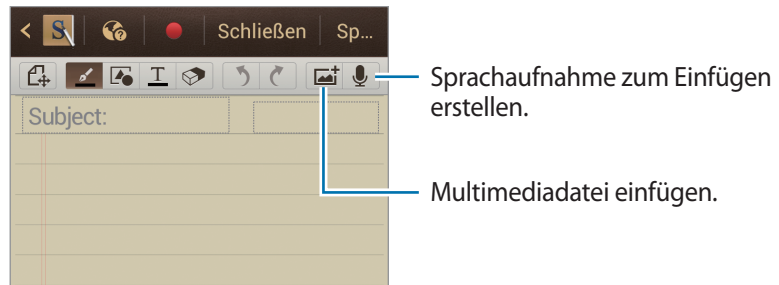 S
Schließen
Sp...
T
Sprachaufnahme zum Einfügen
erstellen.
Subject:
Multimediadatei einfügen.